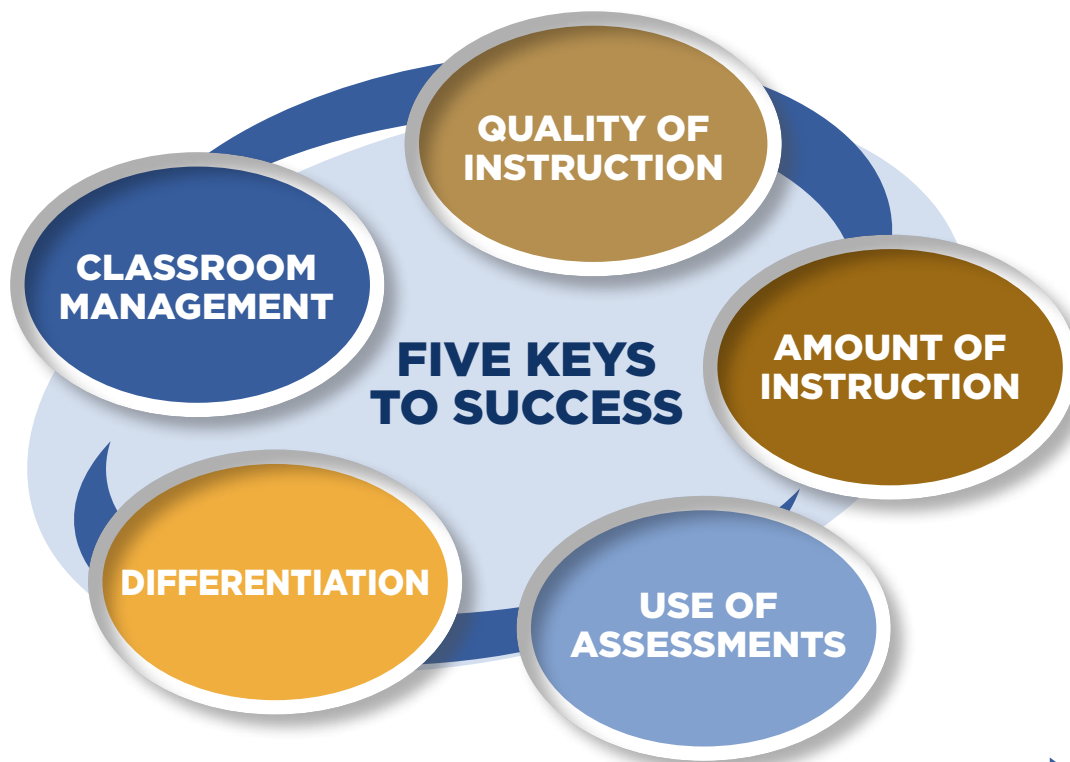 QUALITY OF
INSTRUCTION
CLASSROOM
MANAGEMENT
FIVE KEYS
TO SUCCESS
AMOUNT OF
INSTRUCTION
DIFFERENTIATION
USE OF
ASSESSMENTS